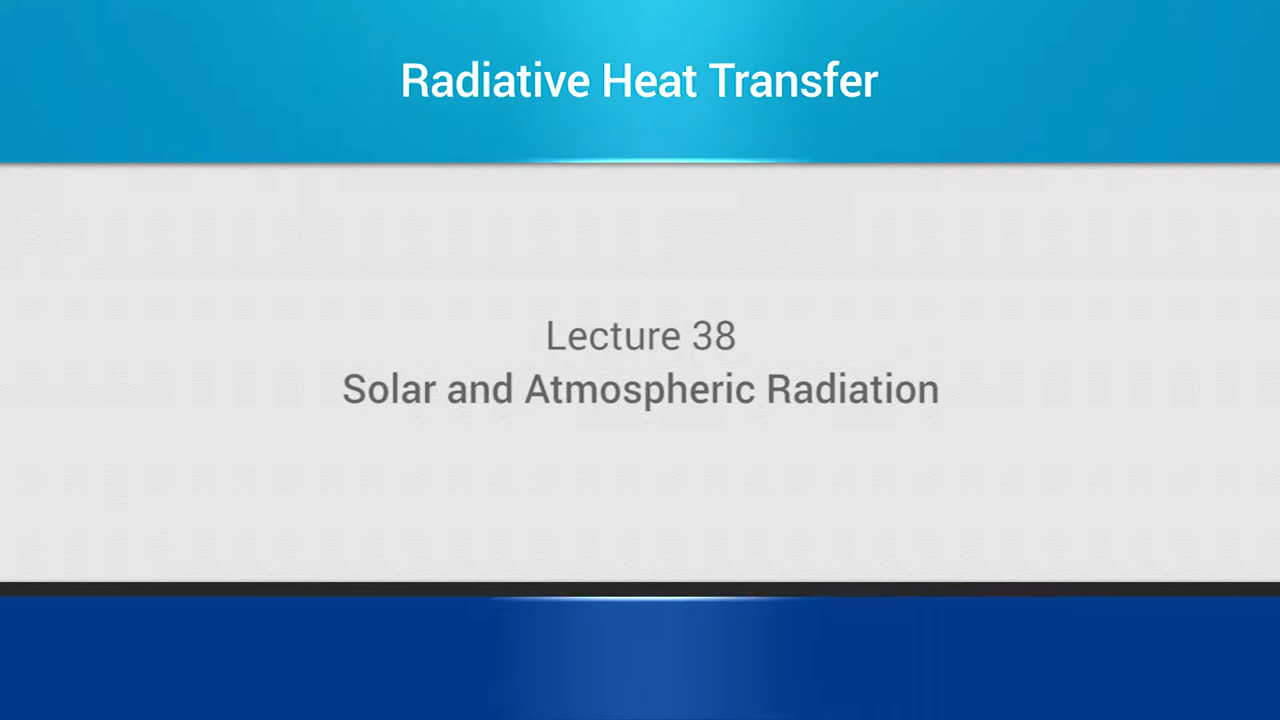 Radiative Heat Transfer
Lecture 38
Solar and Atmospheric Radiation